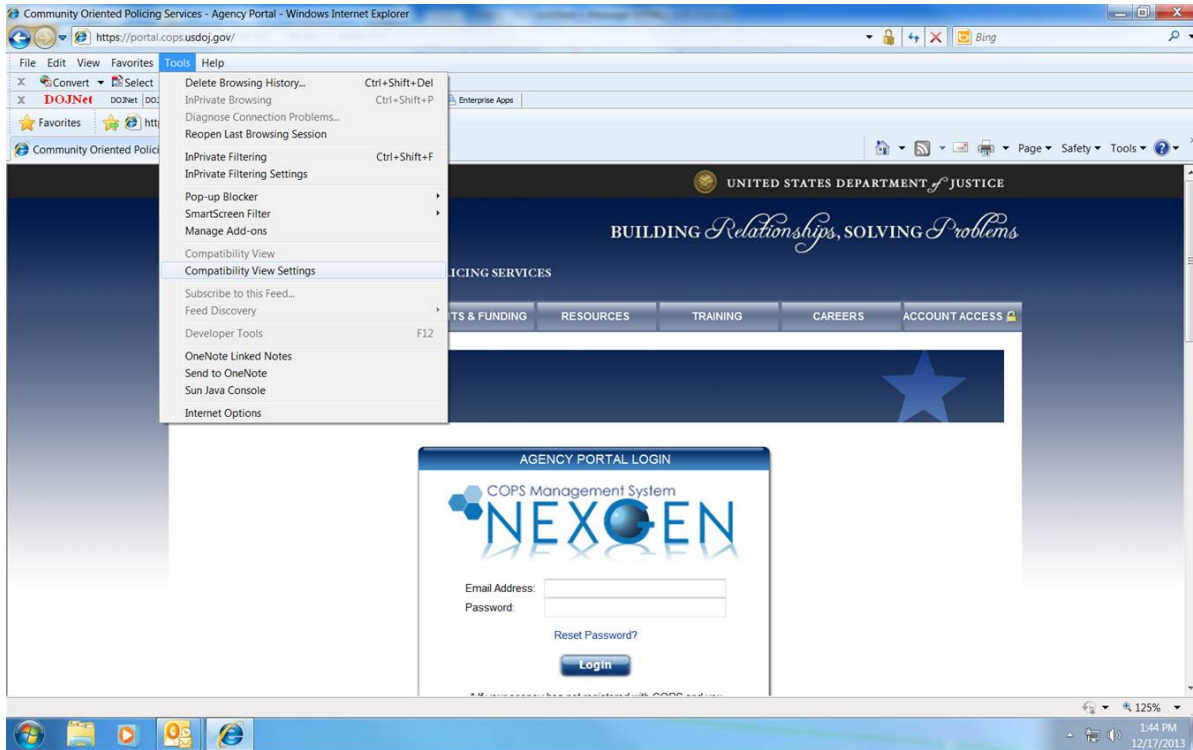 Community Oriented Policing Services - Agency Portal - Windows Internet Explorer
https://portal.cops.usdoj.gov/
Bing
File Edit View Favorites Tools Help
X Convert Select
X DOJNet DOJNet Enterprise Apps
Favorites
Community Oriented
Page Safety Tools
Delete Browsing History... Ctrl+Shift+Del
InPrivate Browsing Ctrl+Shift+P
Diagnose Connection Problems...
Reopen Last Browsing Session
InPrivate Filtering Ctrl+Shift+F
InPrivate Filtering Settings
Pop-up Blocker
SmartScreen Filter
Manage Add-ons
Compatibility View
Compatibility View Settings
Subscribe to this Feed...
Feed Discovery
Developer Tools F12
OneNote Linked Notes
Send to OneNote
Sun Java Console
Internet Options
UNITED STATES DEPARTMENT of JUSTICE
BUILDING Relationships, SOLVING Problems
LICING SERVICES
TS & FUNDING RESOURCES TRAINING CAREERS ACCOUNT ACCESS
AGENCY PORTAL LOGIN
COPS Management System
NEXGEN
Email Address:
Password:
Reset Password?
Login
125%
1:44 PM
12/17/2013